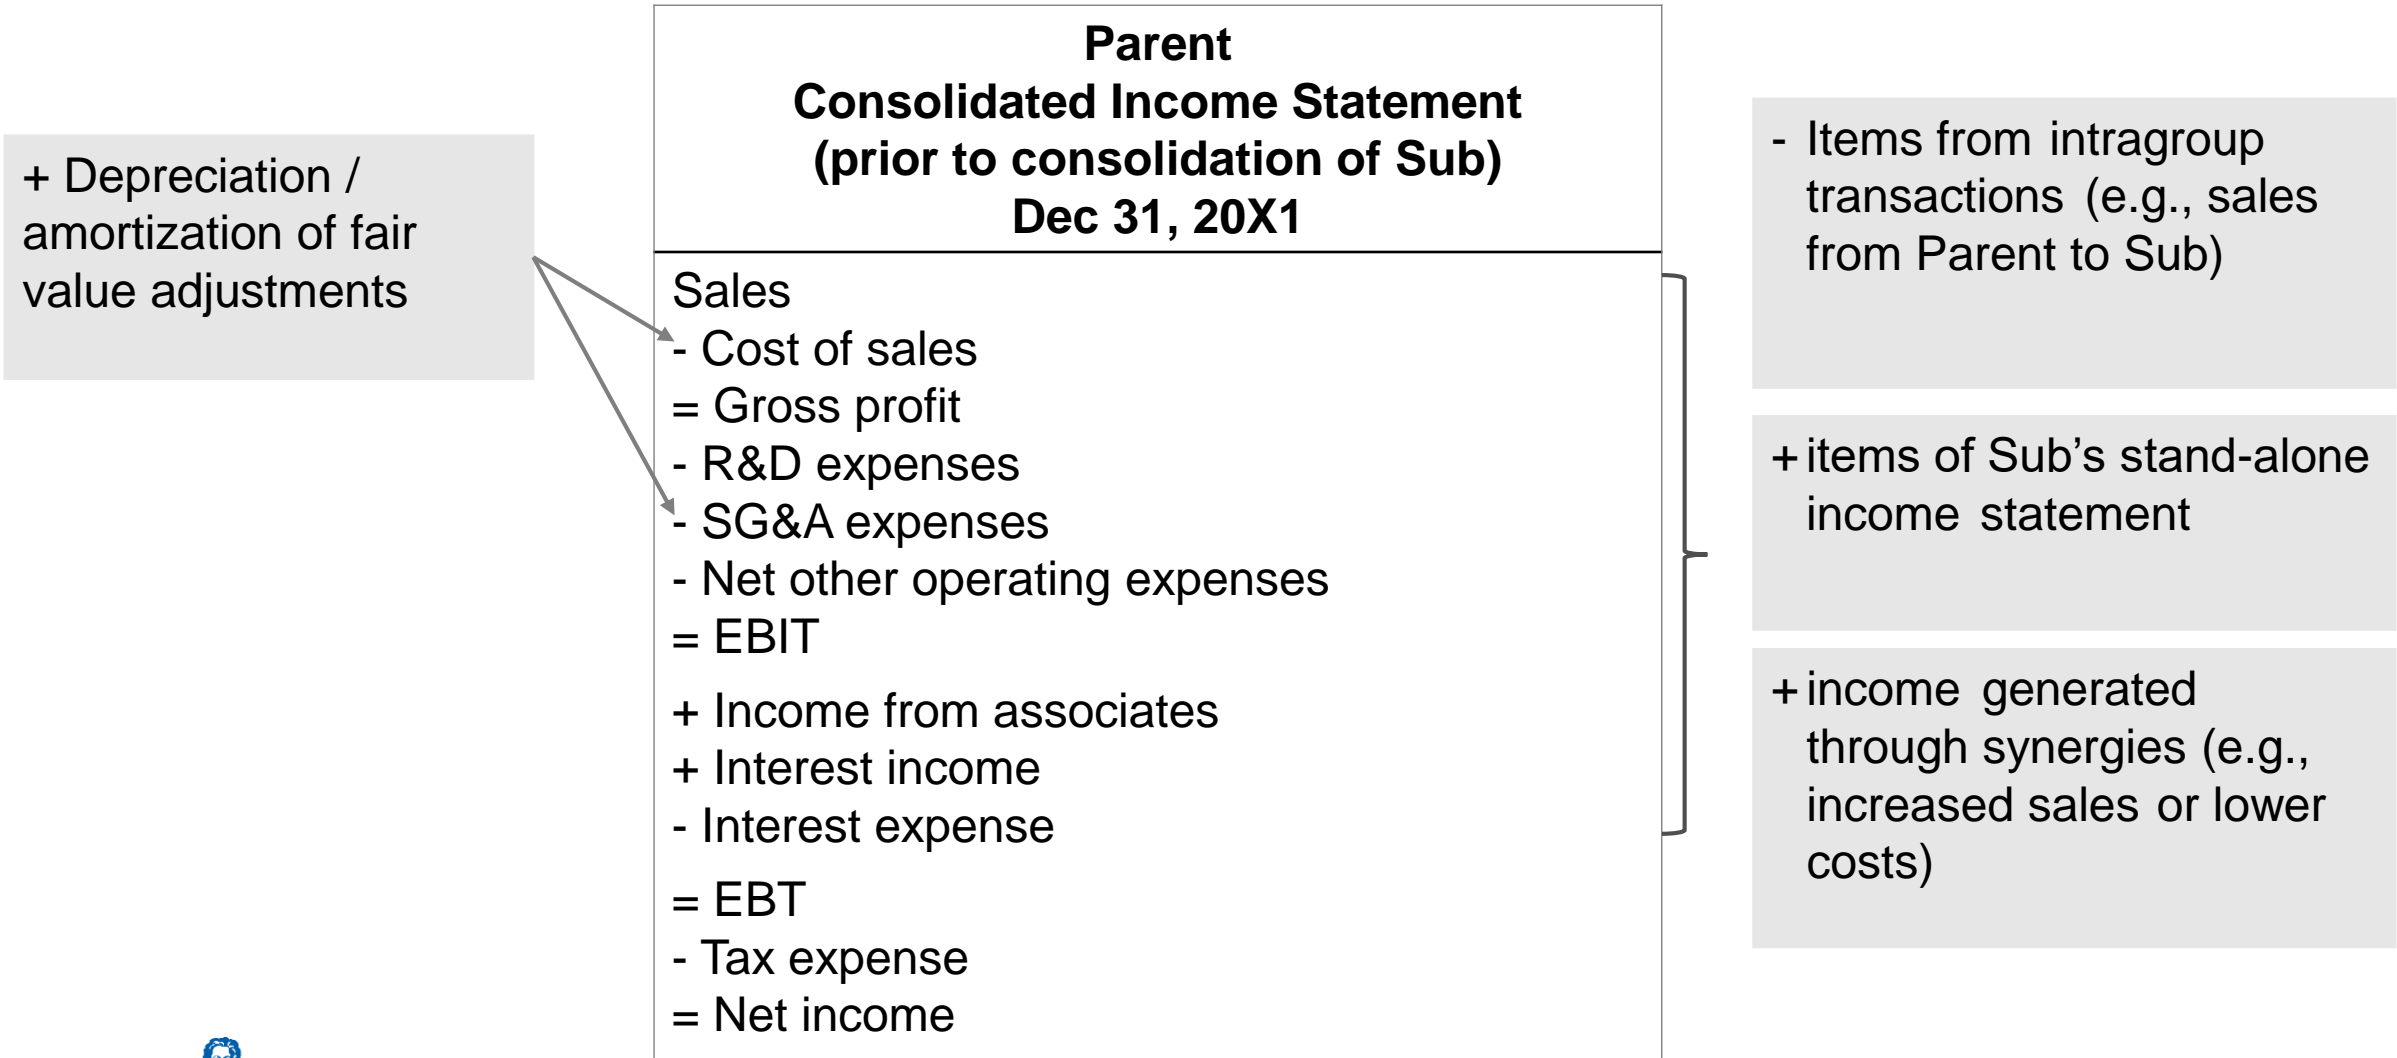 Parent
Consolidated Income Statement
(prior to consolidation of Sub)
Dec 31, 20X1
+ Depreciation /
amortization of fair
value adjustments
Sales
- Cost of sales
= Gross profit
- R&D expenses
- SG&A expenses
- Net other operating expenses
= EBIT
+ Income from associates
+ Interest income
- Interest expense
= EBT
- Tax expense
= Net income
- Items from intragroup
transactions (e.g., sales
from Parent to Sub)
+ items of Sub’s stand-alone
income statement
+ income generated
through synergies (e.g.,
increased sales or lower
costs)